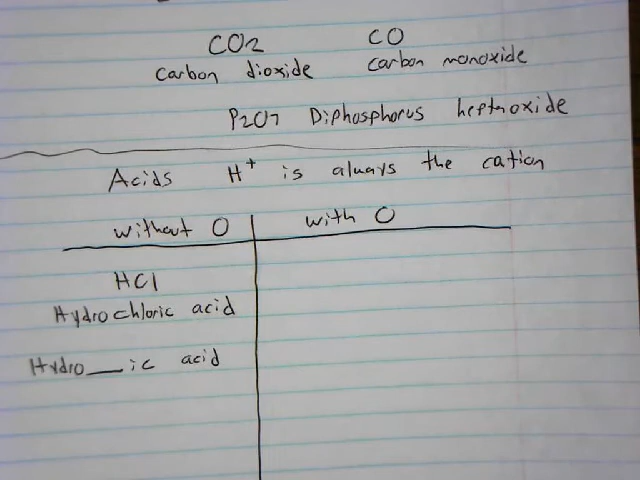 CO2 CO
Carbon dioxide carbon monoxide
P2O7 Diphosphorus heptnoxide
Acids H+ is always the cation
without O with O
HCl
Hydrochloric acid
Hydro___ic acid